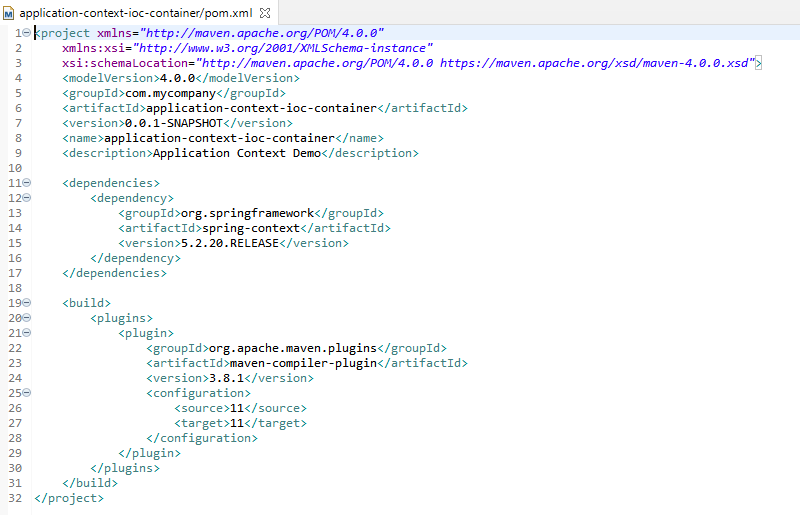 application-context-ioc-container/pom.xml
1 <project xmlns="http://maven.apache.org/POM/4.0.0"
2     xmlns:xsi="http://www.w3.org/2001/XMLSchema-instance"
3     xsi:schemaLocation="http://maven.apache.org/POM/4.0.0 https://maven.apache.org/xsd/maven-4.0.0.xsd">
4     <modelVersion>4.0.0</modelVersion>
5     <groupId>com.mycompany</groupId>
6     <artifactId>application-context-ioc-container</artifactId>
7     <version>0.0.1-SNAPSHOT</version>
8     <name>application-context-ioc-container</name>
9     <description>Application Context Demo</description>
10
11     <dependencies>
12         <dependency>
13             <groupId>org.springframework</groupId>
14             <artifactId>spring-context</artifactId>
15             <version>5.2.20.RELEASE</version>
16         </dependency>
17     </dependencies>
18
19     <build>
20         <plugins>
21             <plugin>
22                 <groupId>org.apache.maven.plugins</groupId>
23                 <artifactId>maven-compiler-plugin</artifactId>
24                 <version>3.8.1</version>
25                 <configuration>
26                     <source>11</source>
27                     <target>11</target>
28                 </configuration>
29             </plugin>
30         </plugins>
31     </build>
32 </project>